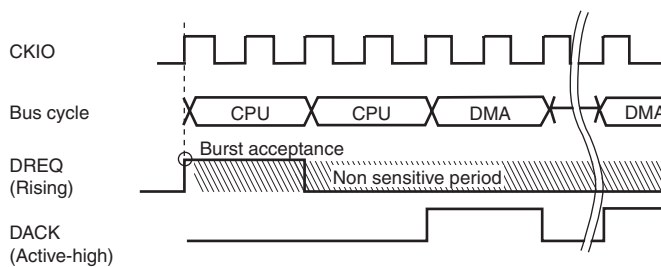 CKIO
Bus cycle
CPU
CPU
DMA
DMA
Burst acceptance
DREQ
(Rising)
Non sensitive period
DACK
(Active-high)